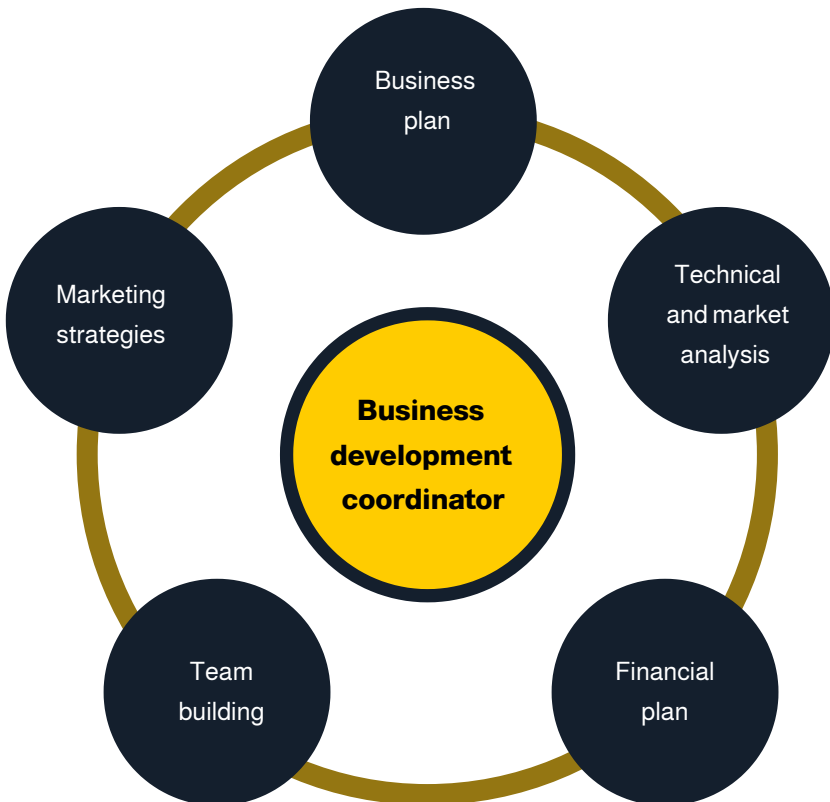 Business
plan
Technical
and market
analysis
Financial
plan
Team
building
Marketing
strategies
Business
development
coordinator